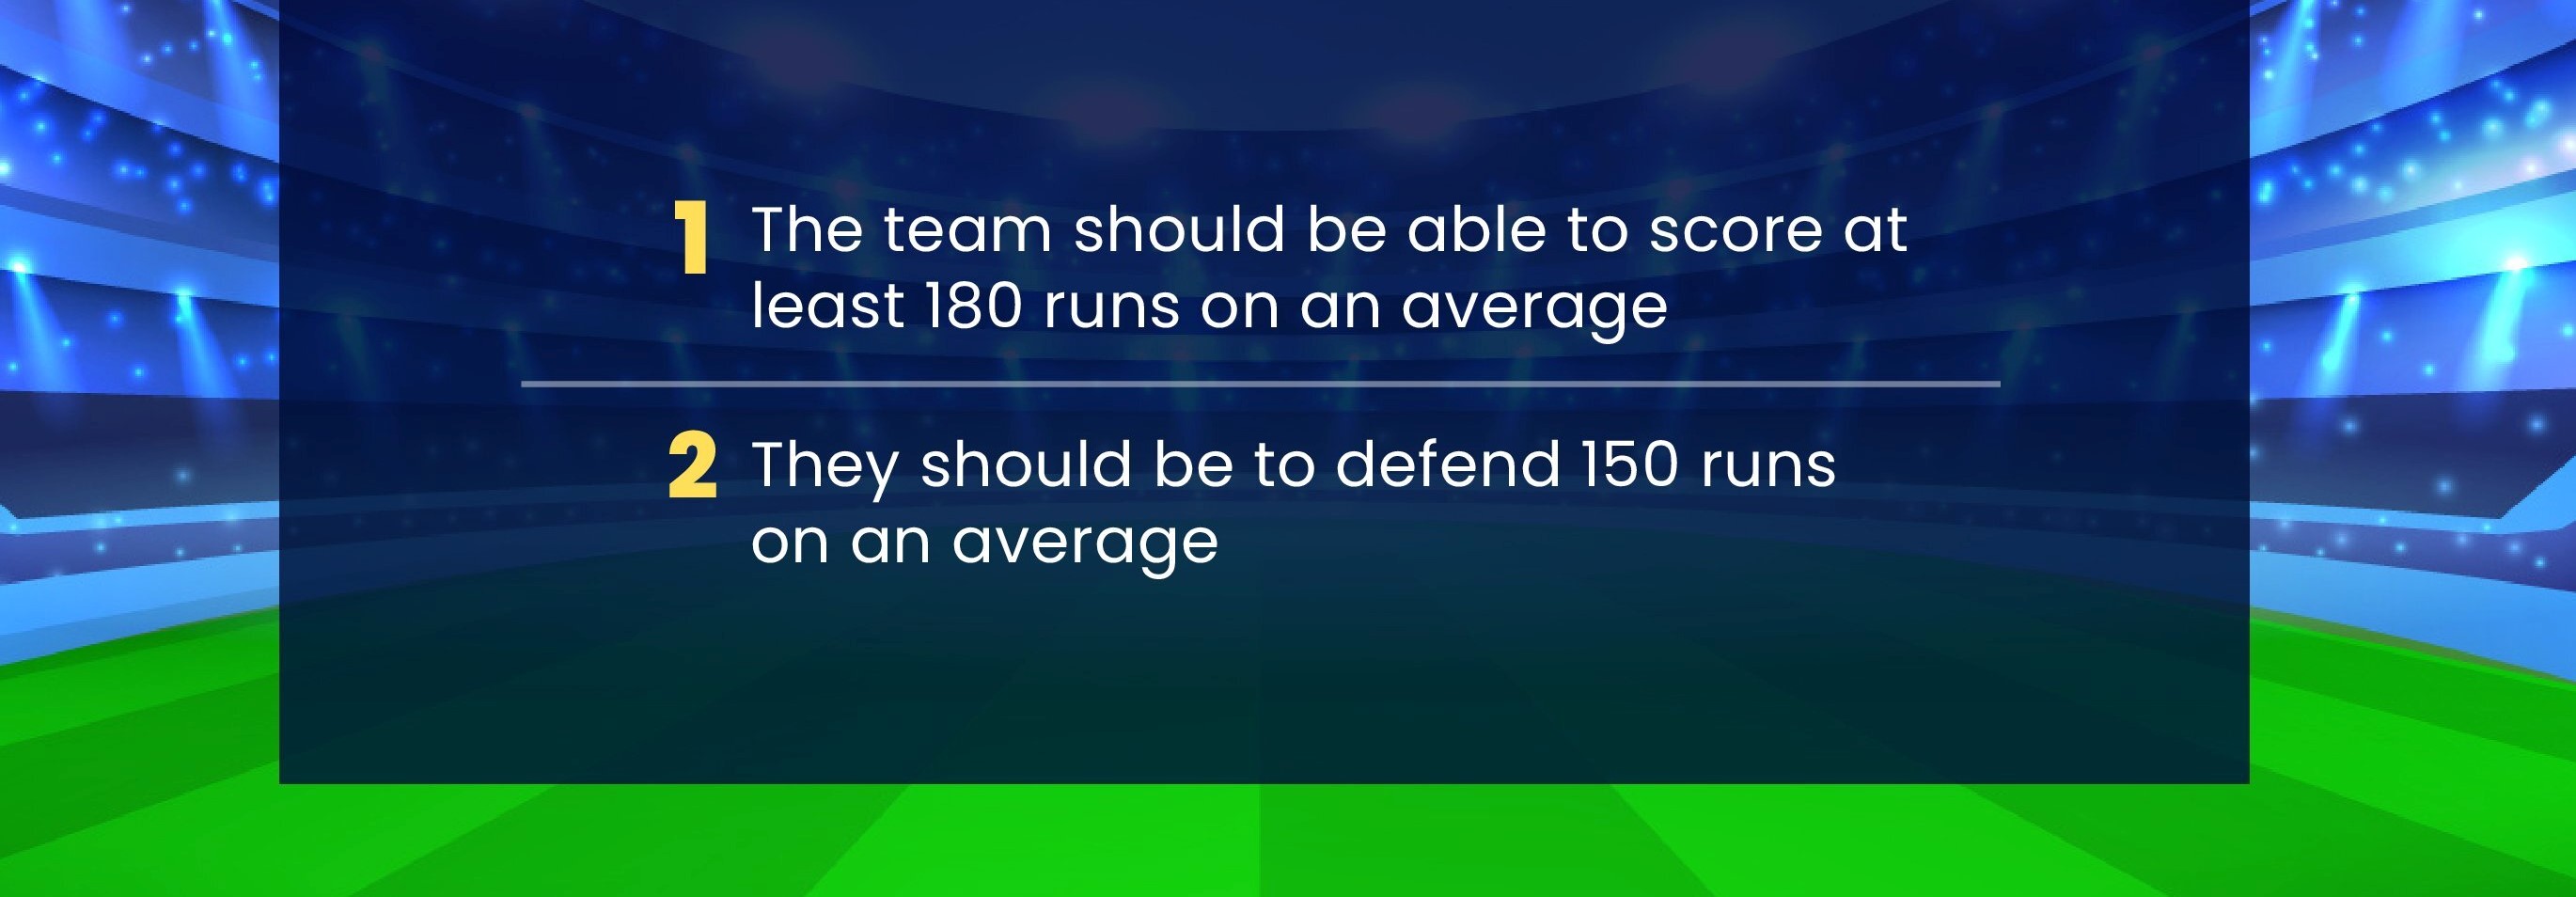 1 The team should be able to score at
least 180 runs on an average
2 They should be to defend 150 runs
on an average